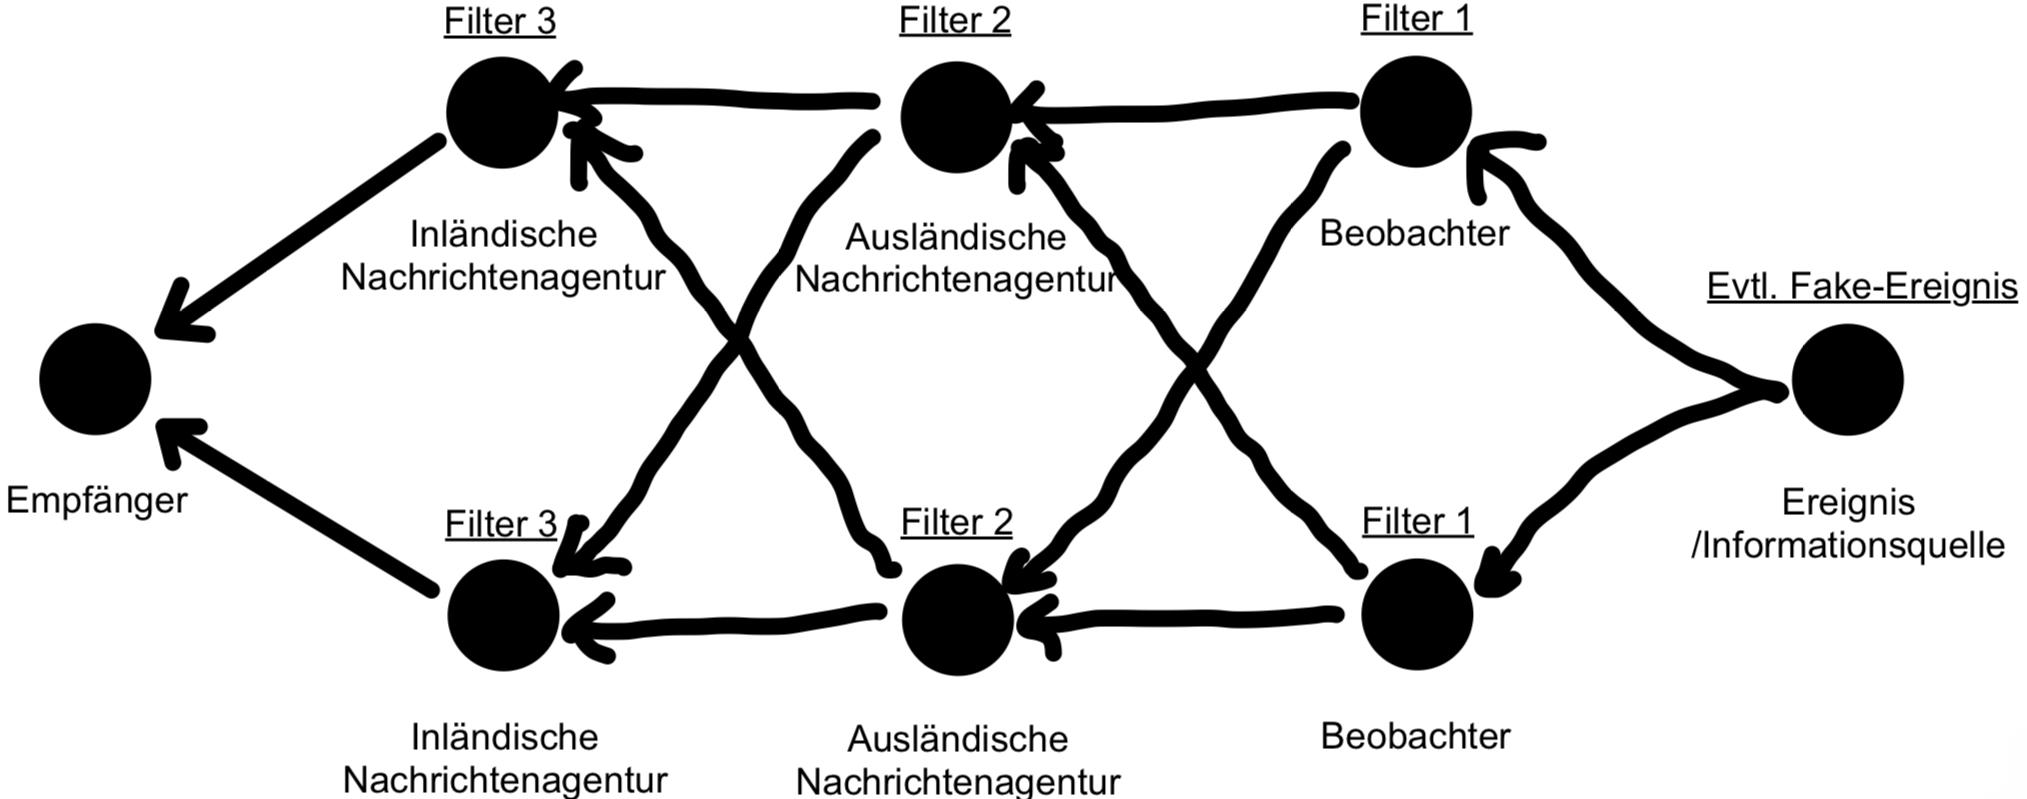 Filter 3
Filter 2
Filter 1
Inländische
Nachrichtenagentur
Ausländische
Nachrichtenagentur
Beobachter
Evtl. Fake-Ereignis
Empfänger
Ereignis
/Informationsquelle
Filter 3
Filter 2
Filter 1
Inländische
Nachrichtenagentur
Ausländische
Nachrichtenagentur
Beobachter